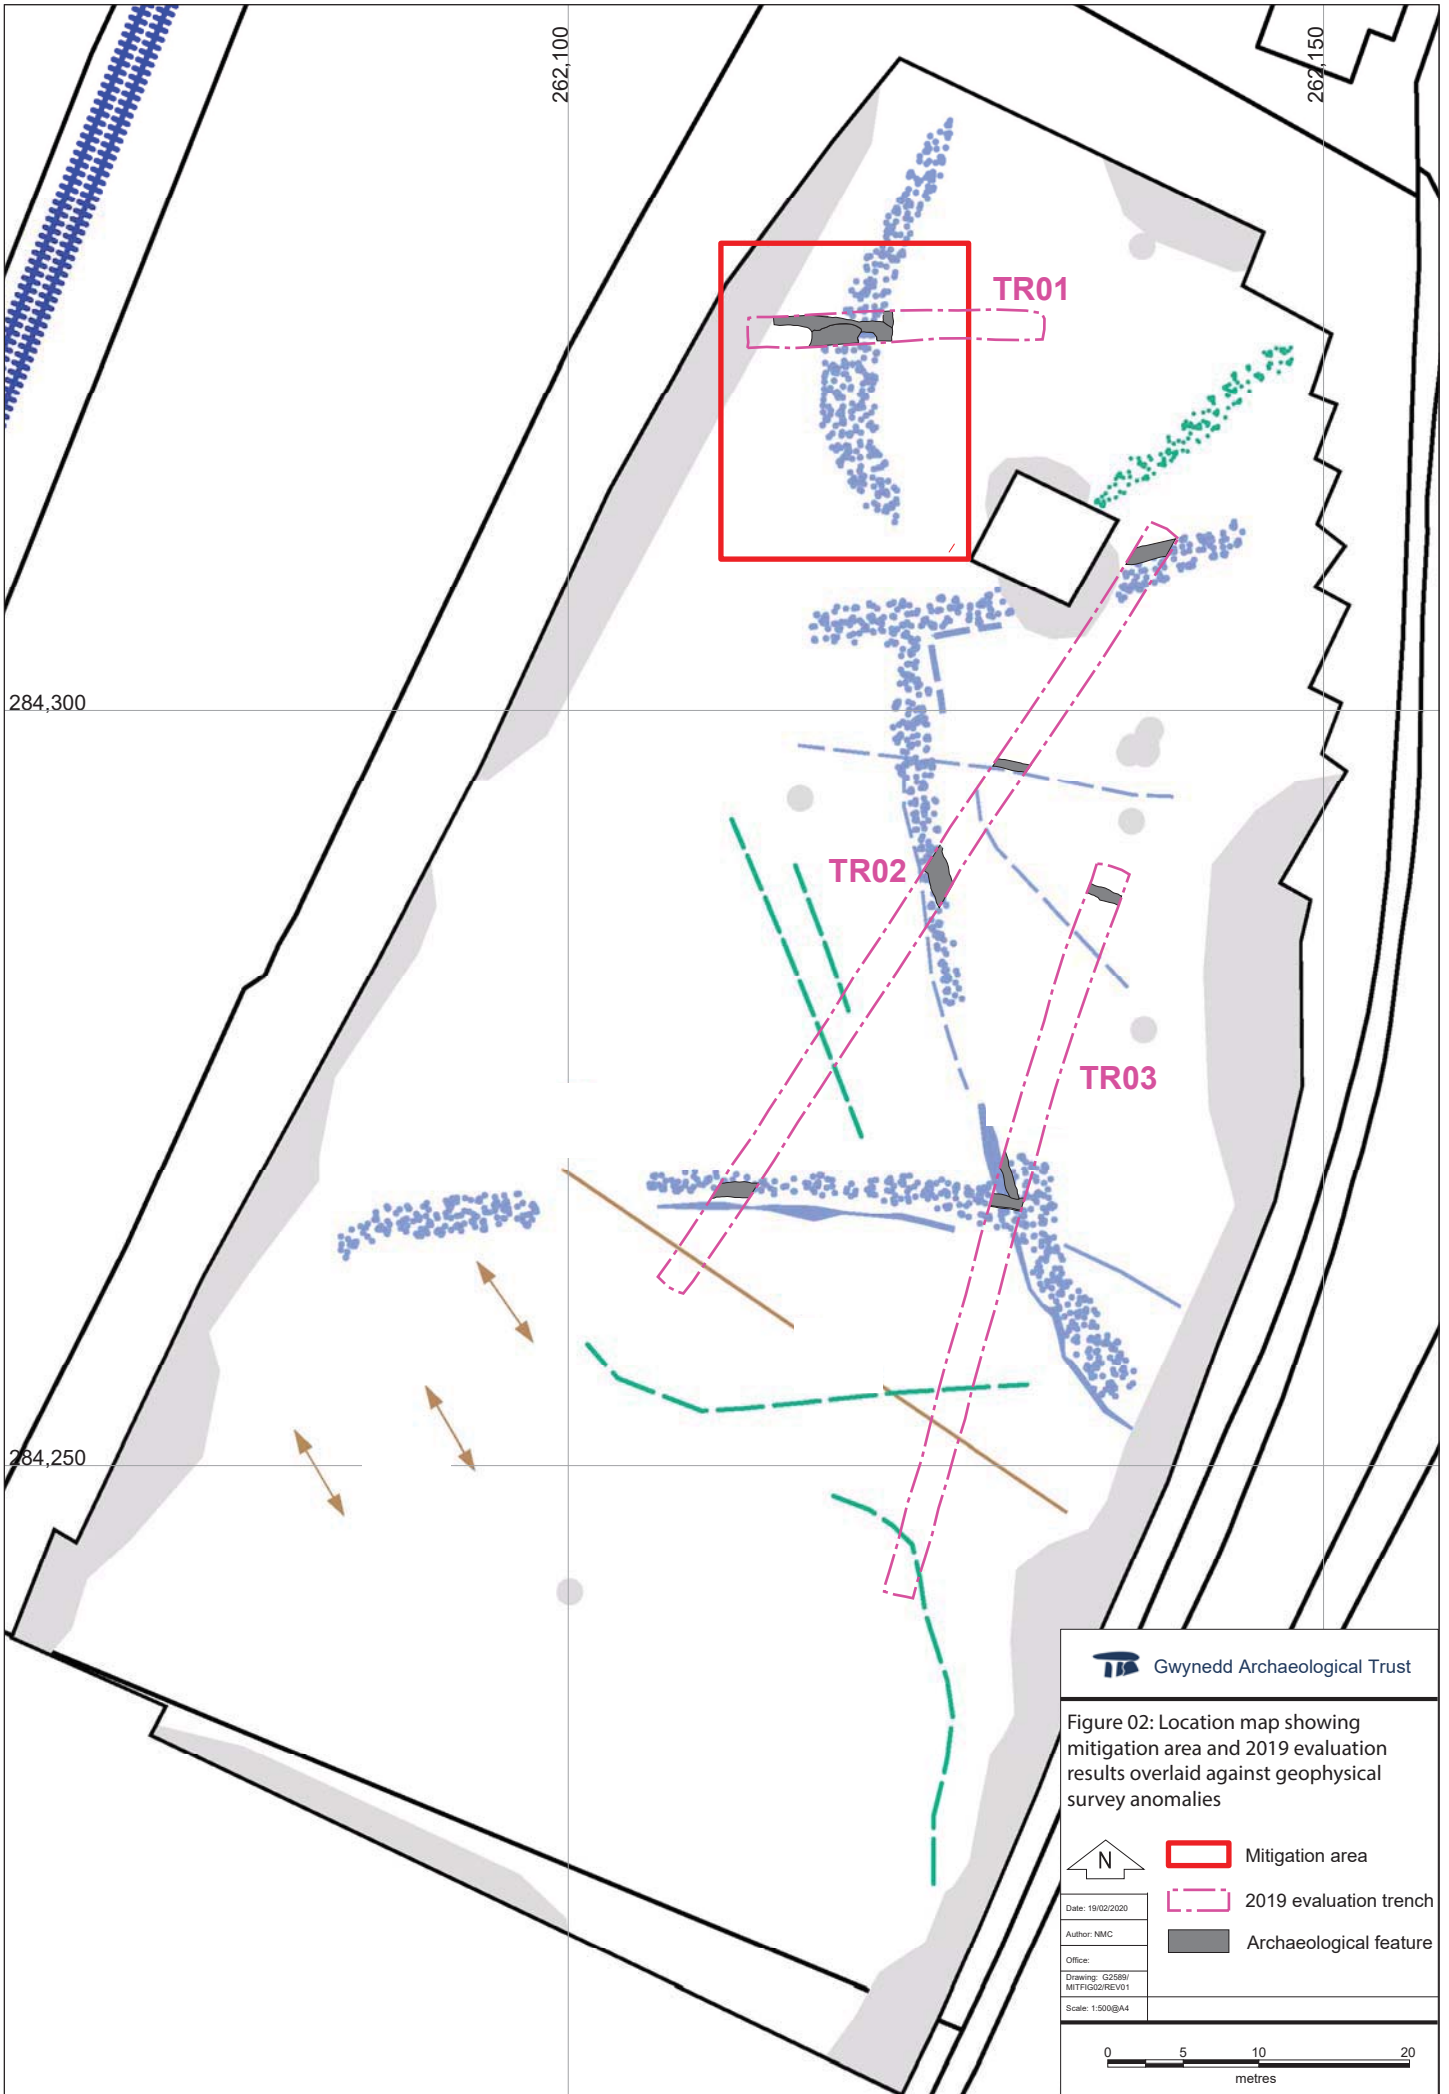 262,100
262,150
TR01
284,300
TR02
TR03
284,250
Gwynedd Archaeological Trust
Figure 02: Location map showing
mitigation area and 2019 evaluation
results overlaid against geophysical
survey anomalies
N
Mitigation area
2019 evaluation trench
Archaeological feature
Date: 19/02/2020
Author: NMC
Office:
Drawing: G2589/
MITFIG02/REV01
Scale: 1:500@A4
0 5 10 20
metres